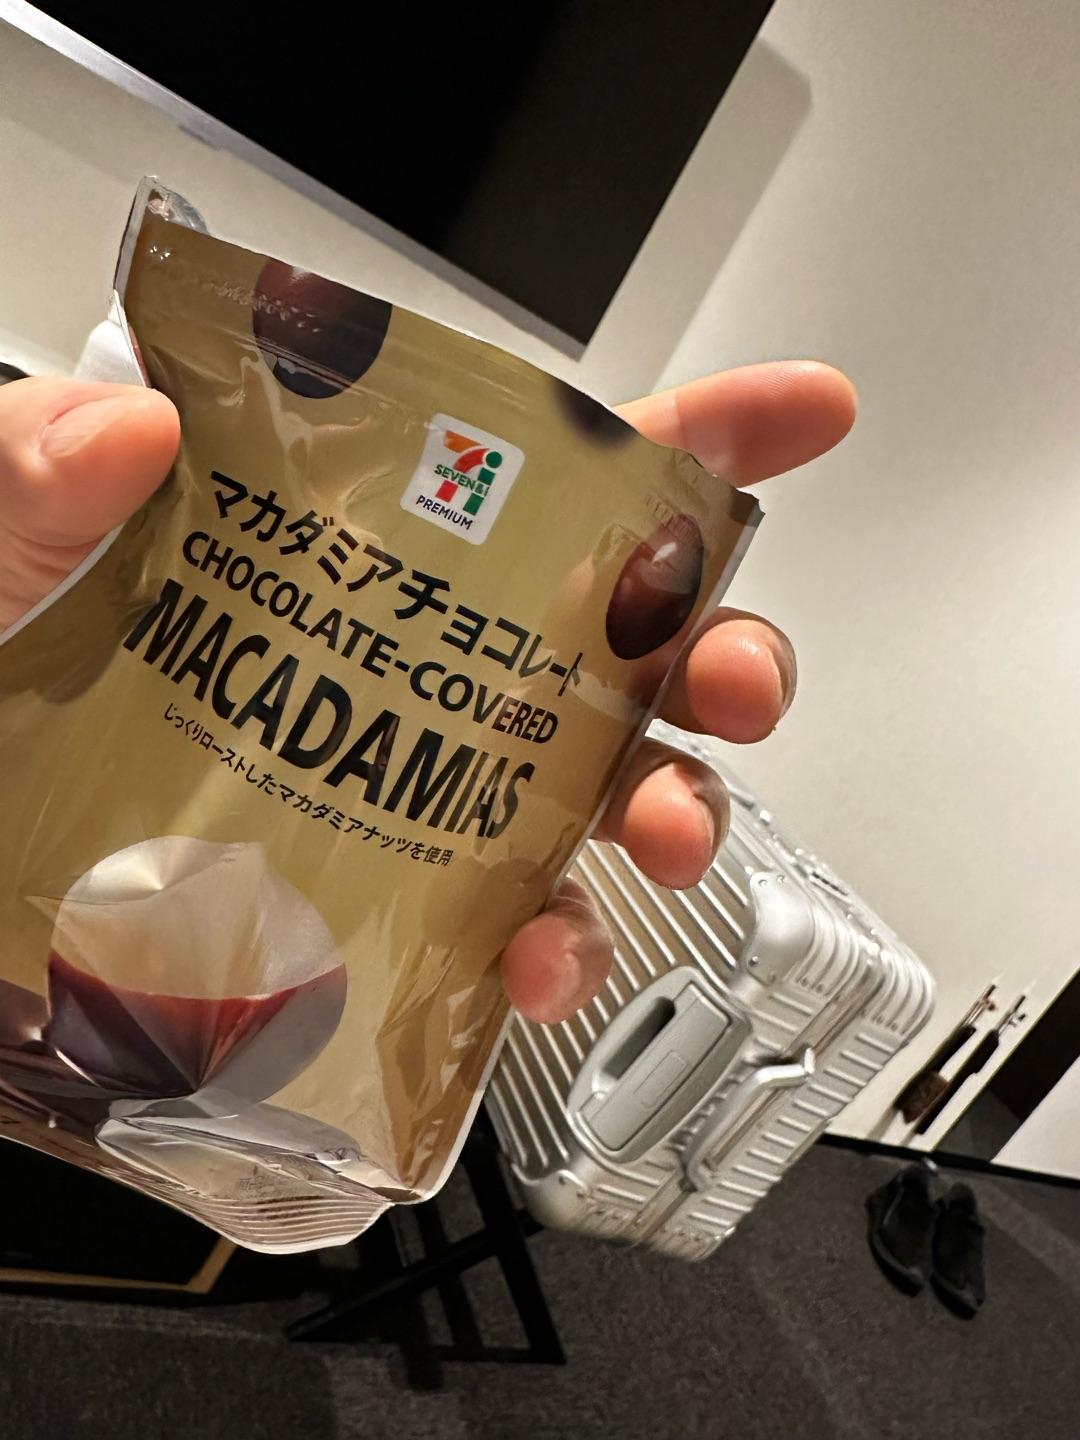 SEVEN&i
PREMIUM
マカダミアチョコレート
CHOCOLATE-COVERED
MACADAMIAS
じっくりローストしたマカダミアナッツを使用